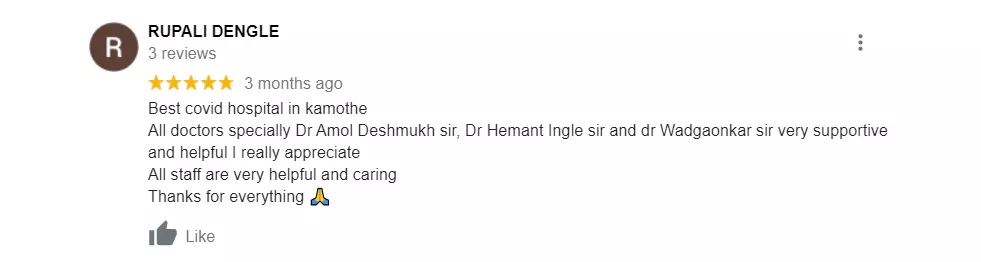 R
RUPALI DENGLE
3 reviews
3 months ago
Best covid hospital in kamothe
All doctors specially Dr Amol Deshmukh sir, Dr Hemant Ingle sir and dr Wadgaonkar sir very supportive
and helpful I really appreciate
All staff are very helpful and caring
Thanks for everything 🙏
Like